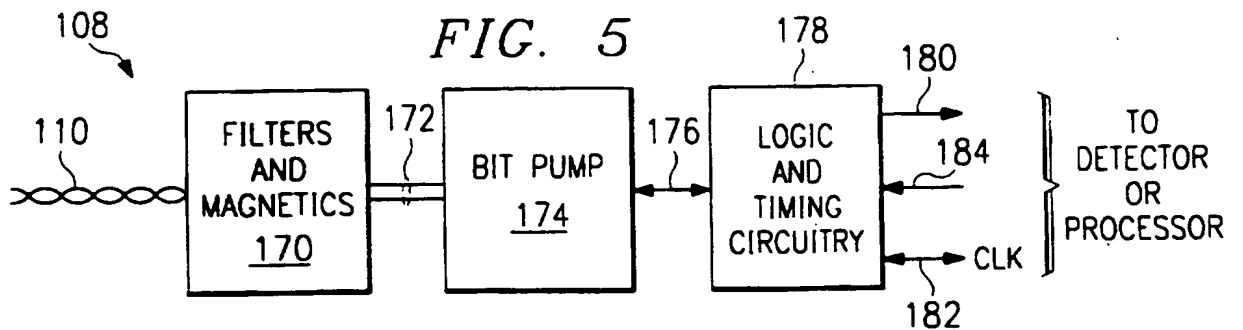 FIG. 5
108
110
FILTERS
AND
MAGNETICS
170
172
BIT PUMP
174
176
178
LOGIC
AND
TIMING
CIRCUITRY
180
184
CLK
182
TO
DETECTOR
OR
PROCESSOR